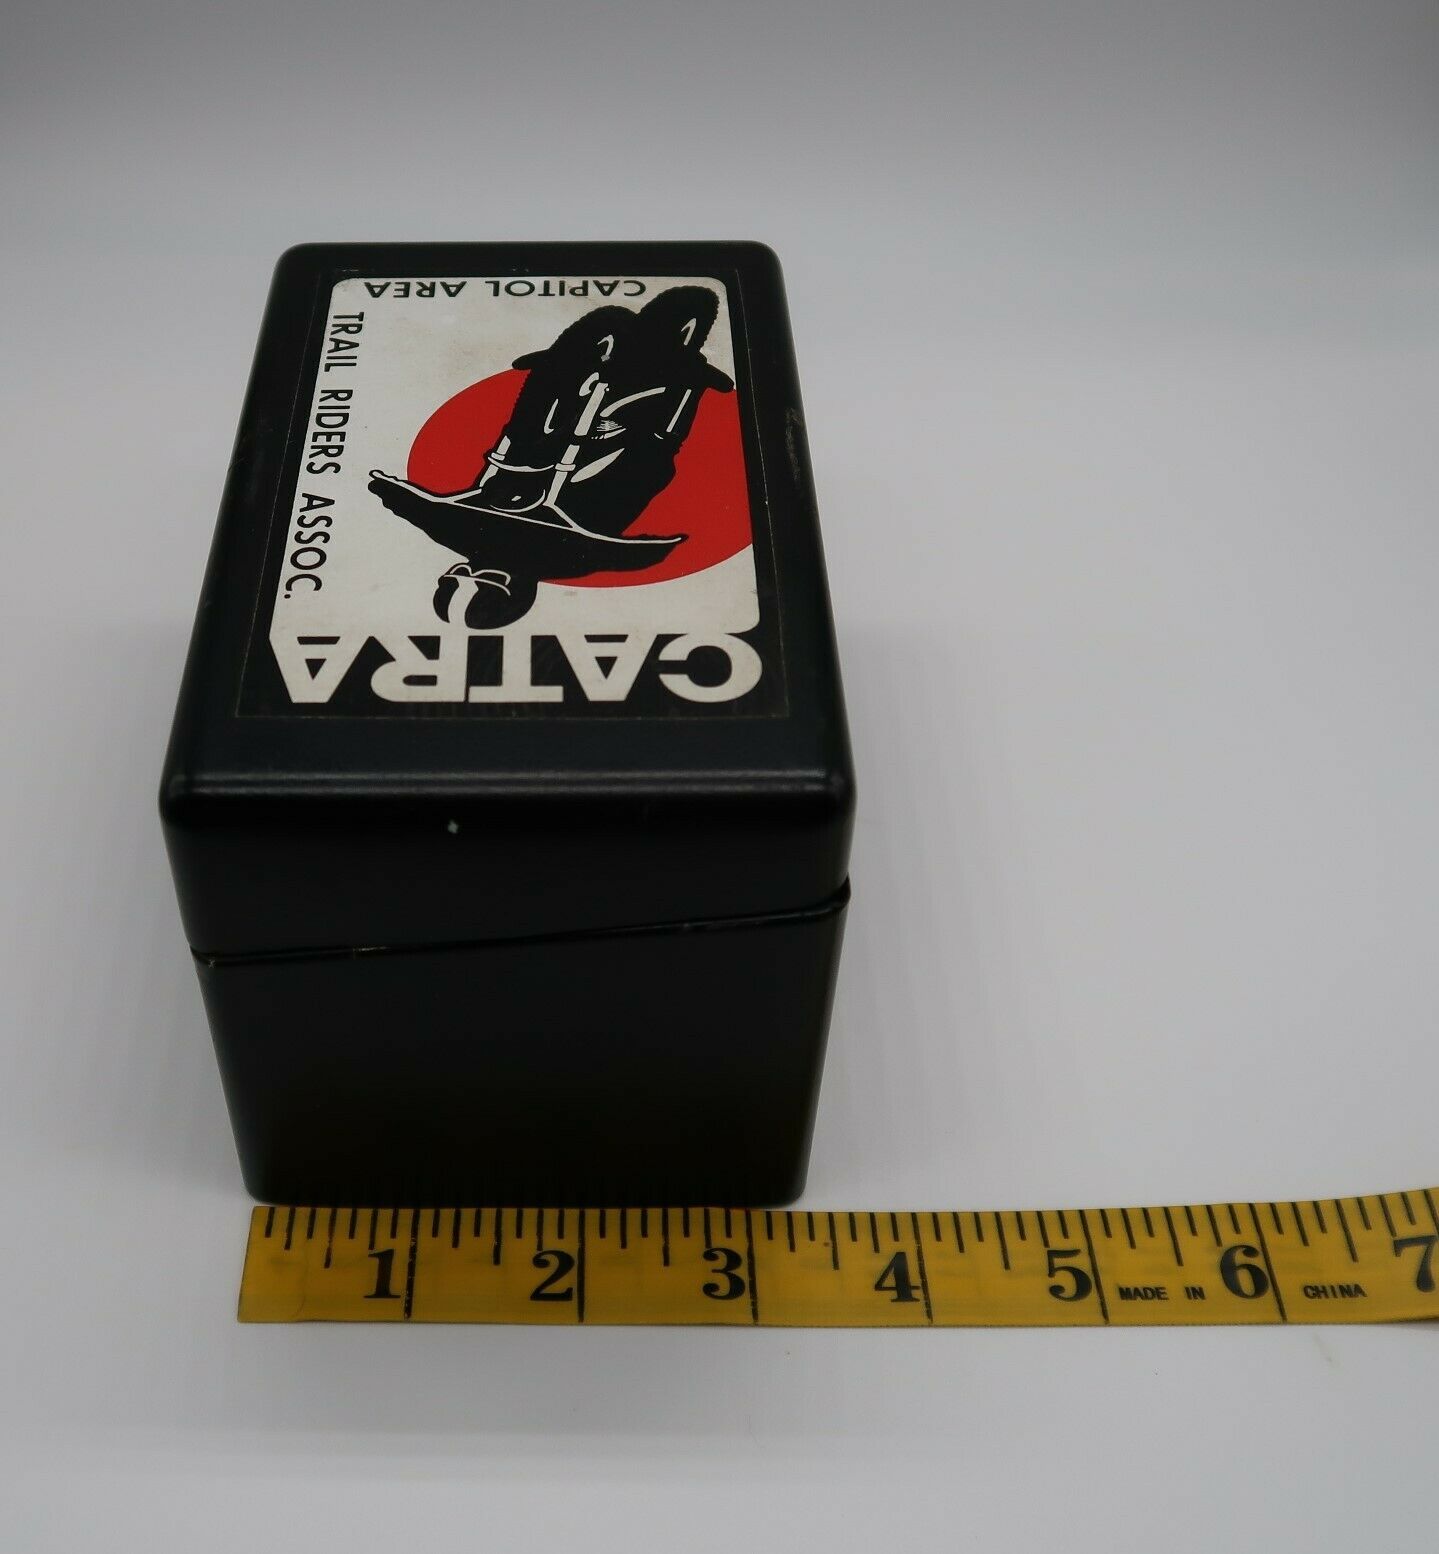 CATRA
CAPITOL AREA
TRAIL RIDERS ASSOC.
1 2 3 4 5 6 7
MADE IN CHINA